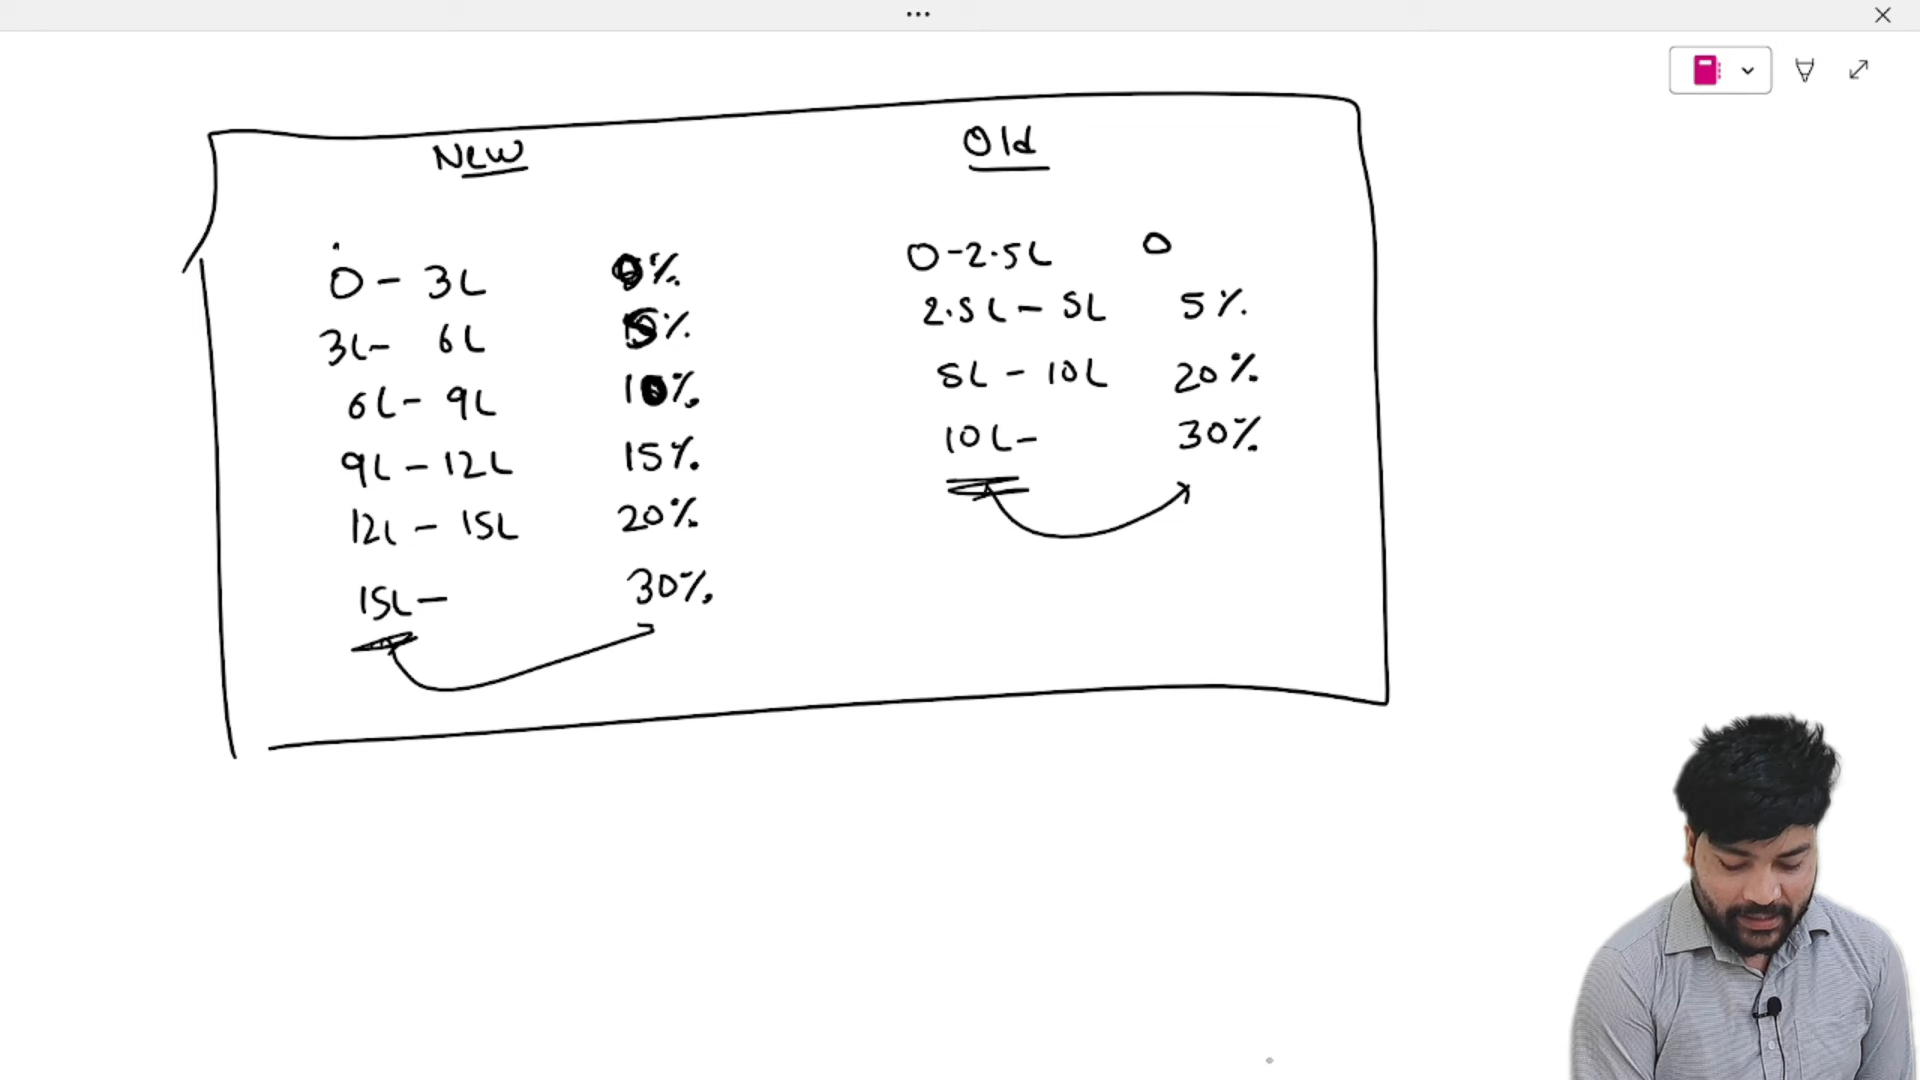 New
0 - 3L 0%
3L - 6L 5%
6L - 9L 10%
9L - 12L 15%
12L - 15L 20%
15L - 30%
Old
0 - 2.5L 0
2.5L - 5L 5%
5L - 10L 20%
10L - 30%